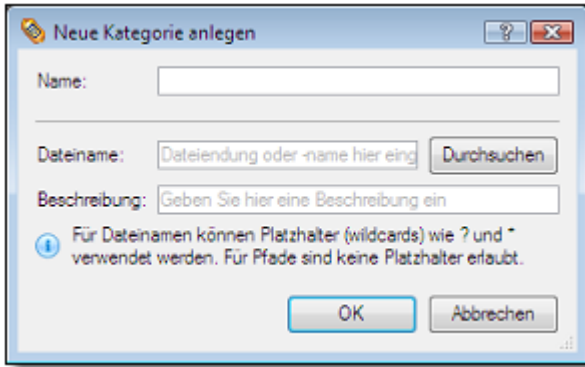 Neue Kategorie anlegen
Name:
Dateiname: Dateiendung oder -name hier eing Durchsuchen
Beschreibung: Geben Sie hier eine Beschreibung ein
Für Dateinamen können Platzhalter (wildcards) wie ? und *
verwendet werden. Für Pfade sind keine Platzhalter erlaubt.
OK Abbrechen